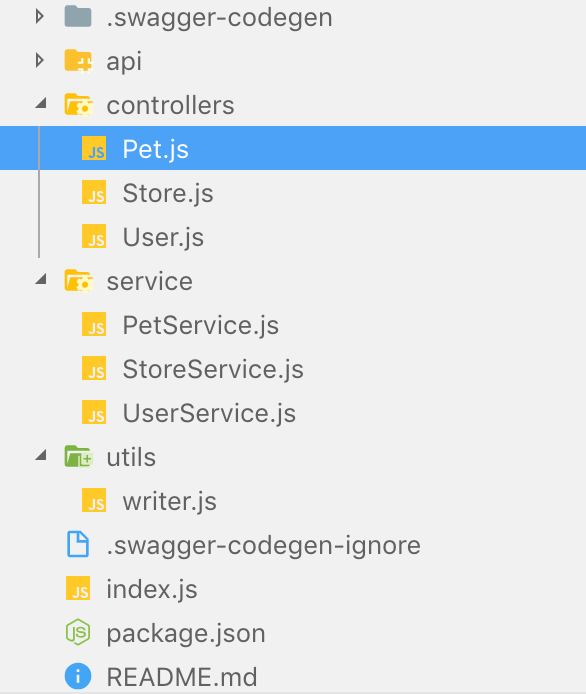 .swagger-codegen
api
controllers
JS Pet.js
JS Store.js
JS User.js
service
JS PetService.js
JS StoreService.js
JS UserService.js
utils
JS writer.js
.swagger-codegen-ignore
JS index.js
JS package.json
i README.md